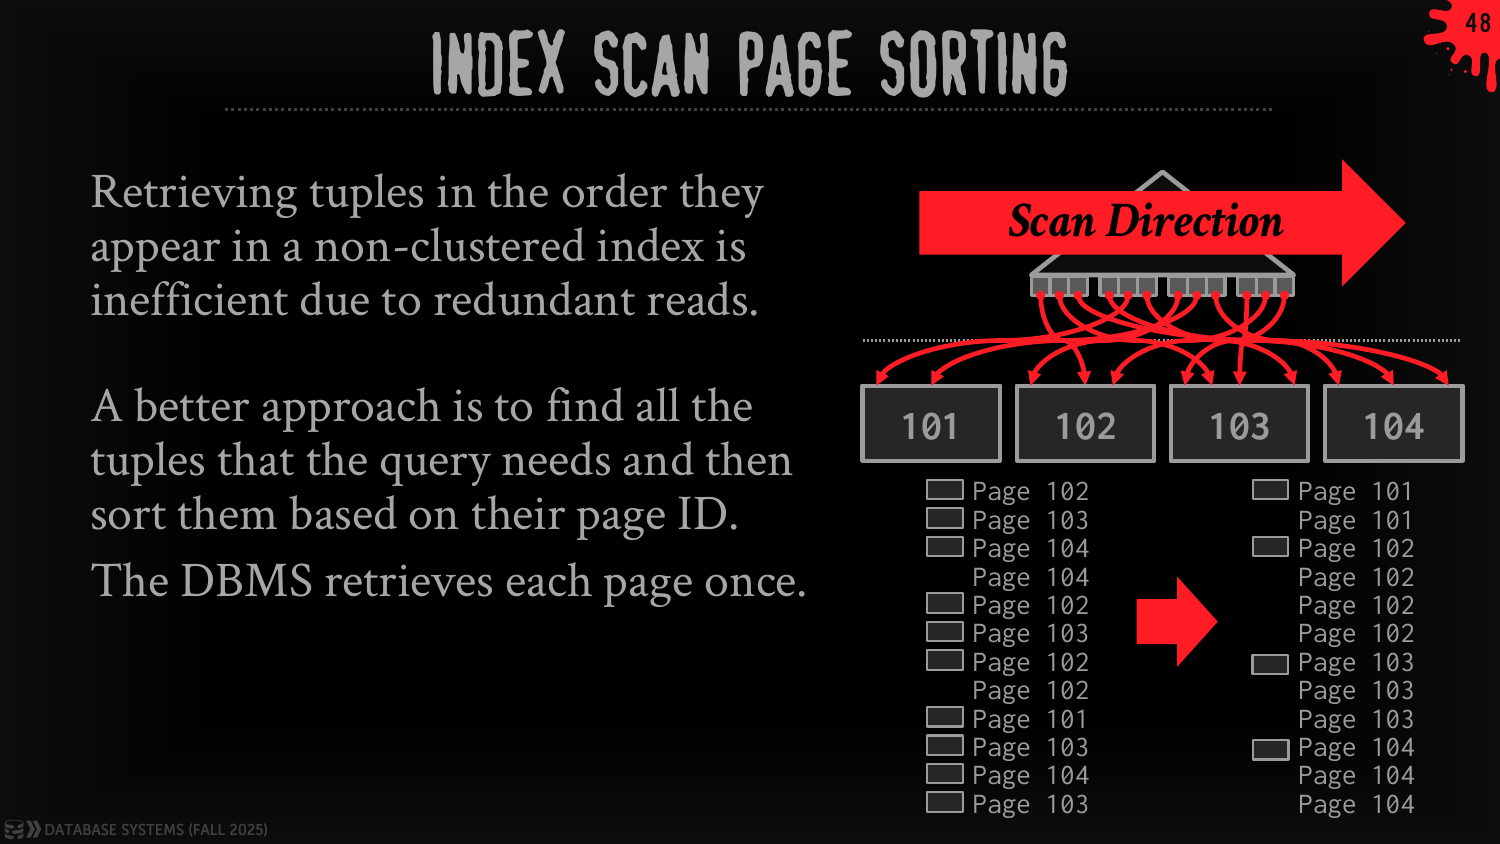 48
INDEX SCAN PAGE SORTING
Retrieving tuples in the order they
appear in a non-clustered index is
inefficient due to redundant reads.
A better approach is to find all the
tuples that the query needs and then
sort them based on their page ID.
The DBMS retrieves each page once.
Scan Direction
101 102 103 104
Page 102
Page 103
Page 104
Page 104
Page 102
Page 103
Page 102
Page 102
Page 101
Page 103
Page 104
Page 103
Page 101
Page 101
Page 102
Page 102
Page 102
Page 102
Page 103
Page 103
Page 103
Page 104
Page 104
Page 104
DATABASE SYSTEMS (FALL 2025)